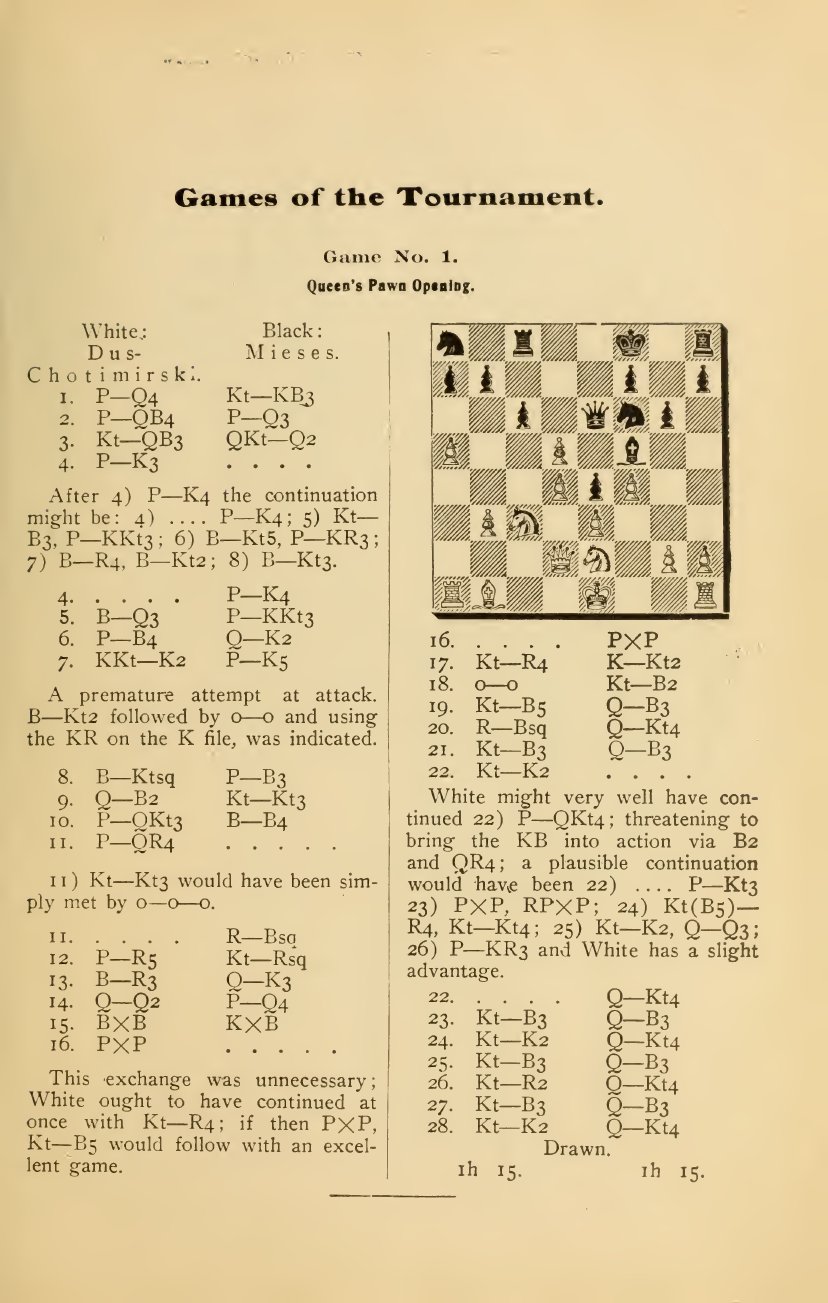 Games of the Tournament.
Game No. 1.
Queen's Pawn Opening.
White: Black:
Dus- Mieses.
Chotimirski.
1. P—Q4 Kt—KB3
2. P—QB4 P—Q3
3. Kt—QB3 QKt—Q2
4. P—K3 . . . .
After 4) P—K4 the continuation
might be: 4) .... P—K4; 5) Kt—
B3, P—KKt3; 6) B—Kt5, P—KR3;
7) B—R4, B—Kt2; 8) B—Kt3.
4. . . . . . P—K4
5. B—Q3 P—KKt3
6. P—B4 Q—K2
7. KKt—K2 P—K5
A premature attempt at attack.
B—Kt2 followed by o—o and using
the KR on the K file, was indicated.
8. B—Ktsq P—B3
9. Q—B2 Kt—Kt3
10. P—QKt3 B—B4
11. P—QR4 . . . . .
11) Kt—Kt3 would have been sim-
ply met by o—o—o.
11. . . . . R—Bsq
12. P—R5 Kt—Rsq
13. B—R3 Q—K3
14. Q—Q2 P—Q4
15. B×B K×B
16. P×P . . . . .
This exchange was unnecessary;
White ought to have continued at
once with Kt—R4; if then P×P,
Kt—B5 would follow with an excel-
lent game.
16. . . . . P×P
17. Kt—R4 K—Kt2
18. o—o Kt—B2
19. Kt—B5 Q—B3
20. R—Bsq Q—Kt4
21. Kt—B3 Q—B3
22. Kt—K2 . . . .
White might very well have con-
tinued 22) P—QKt4; threatening to
bring the KB into action via B2
and QR4; a plausible continuation
would have been 22) .... P—Kt3
23) P×P, RP×P; 24) Kt(B5)—
R4, Kt—Kt4; 25) Kt—K2, Q—Q3;
26) P—KR3 and White has a slight
advantage.
22. . . . . Q—Kt4
23. Kt—B3 Q—B3
24. Kt—K2 Q—Kt4
25. Kt—B3 Q—B3
26. Kt—R2 Q—Kt4
27. Kt—B3 Q—B3
28. Kt—K2 Q—Kt4
Drawn.
1h 15. 1h 15.